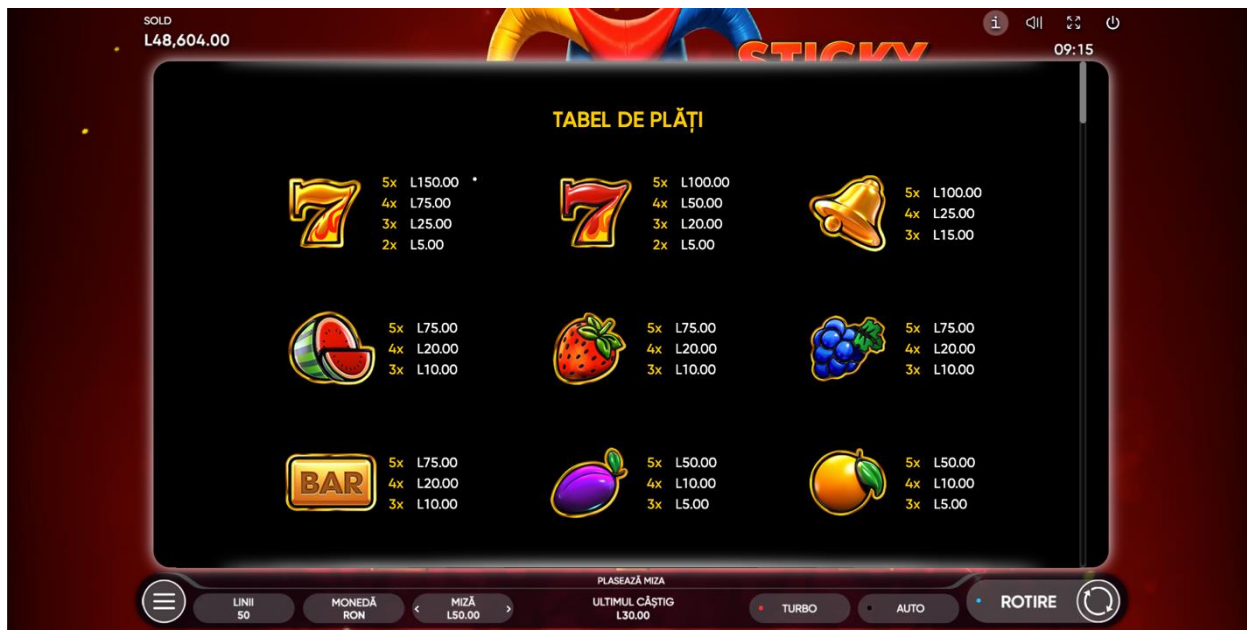 SOLD
L48,604.00
STICKY
09:15
TABEL DE PLĂȚI
5x L150.00
4x L75.00
3x L25.00
2x L5.00
5x L100.00
4x L50.00
3x L20.00
2x L5.00
5x L100.00
4x L25.00
3x L15.00
5x L75.00
4x L20.00
3x L10.00
5x L75.00
4x L20.00
3x L10.00
5x L75.00
4x L20.00
3x L10.00
BAR
5x L75.00
4x L20.00
3x L10.00
5x L50.00
4x L10.00
3x L5.00
5x L50.00
4x L10.00
3x L5.00
PLASEAZĂ MIZA
LINII
50
MONEDĂ
RON
MIZĂ
L50.00
ULTIMUL CÂȘTIG
L30.00
TURBO
AUTO
ROTIRE